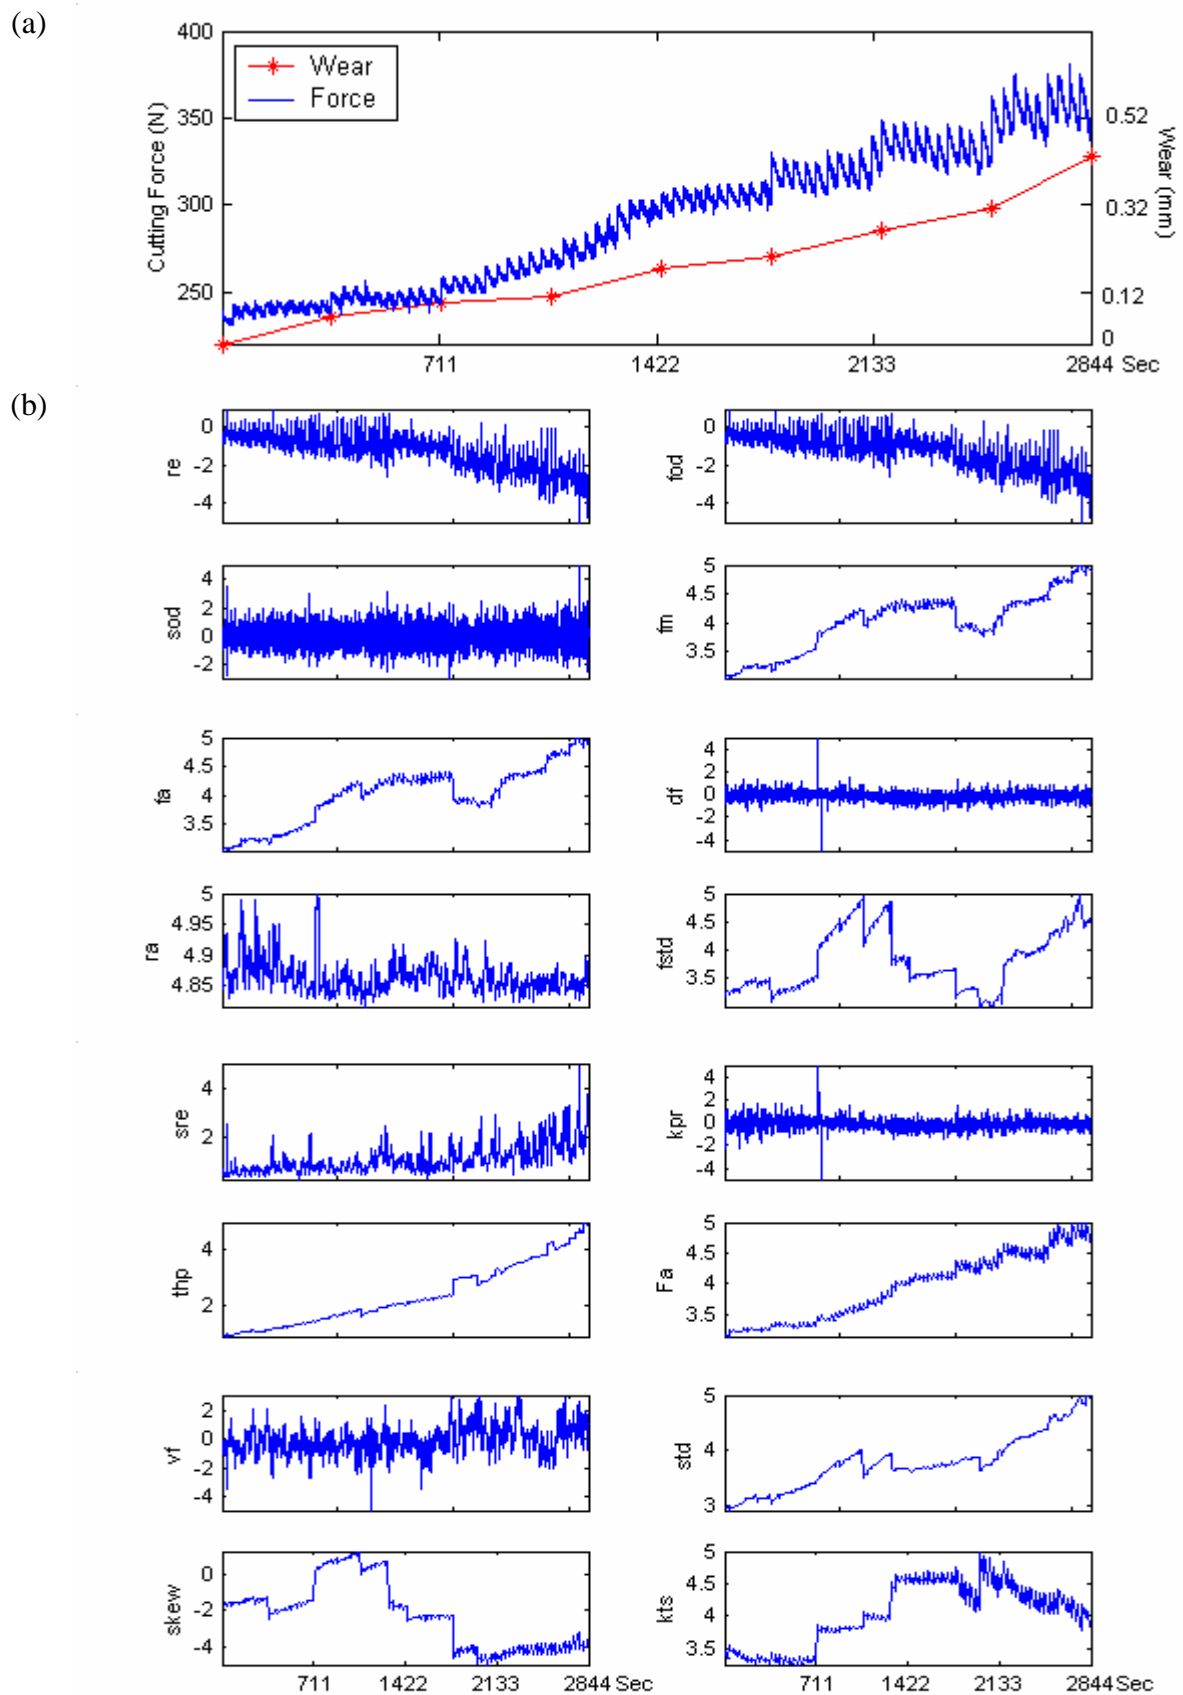 (a)
400
350
300
250
Cutting Force (N)
Wear
Force
0.52
0.32
0.12
0
Wear (mm)
711 1422 2133 2844 Sec
(b)
0
-2
-4
re
0
-2
-4
fod
4
2
0
-2
sod
5
4.5
4
3.5
fm
5
4.5
4
3.5
fa
4
2
0
-2
-4
df
5
4.95
4.9
4.85
ra
5
4.5
4
3.5
fstd
4
2
sre
4
2
0
-2
-4
kpr
4
2
thp
5
4.5
4
3.5
Fa
2
0
-2
-4
vf
5
4
3
std
0
-2
-4
skew
711 1422 2133 2844 Sec
5
4.5
4
3.5
kts
711 1422 2133 2844 Sec